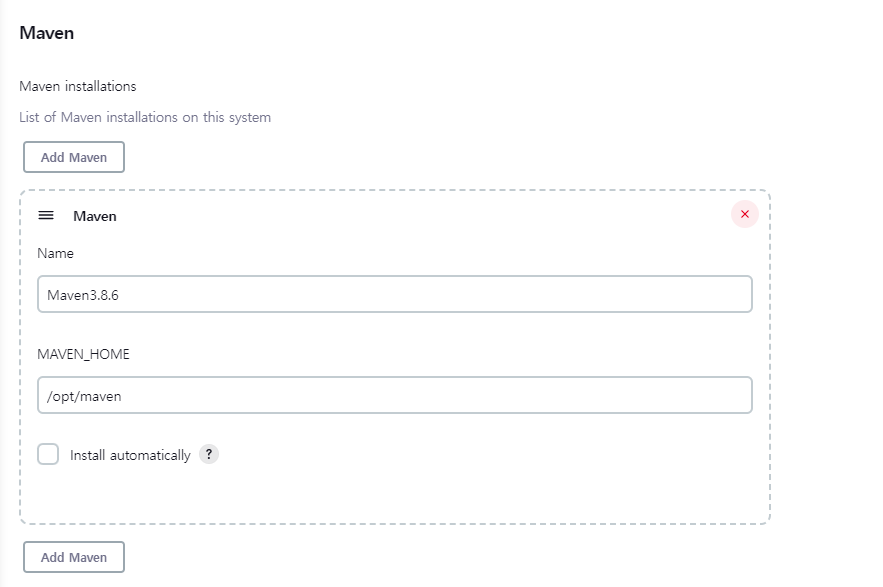 Maven
Maven installations
List of Maven installations on this system
Add Maven
Maven
Name
Maven3.8.6
MAVEN_HOME
/opt/maven
Install automatically ?
Add Maven